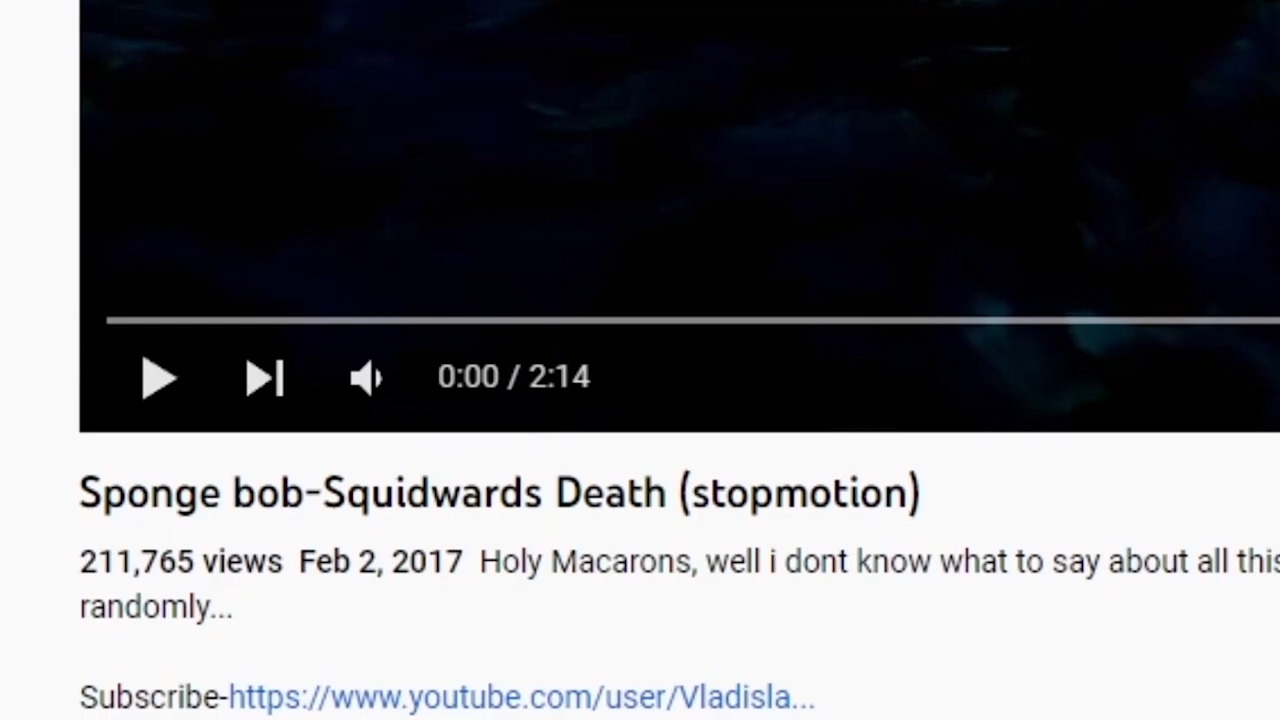 0:00 / 2:14
Sponge bob-Squidwards Death (stopmotion)
211,765 views Feb 2, 2017 Holy Macarons, well i dont know what to say about all this
randomly...
Subscribe-https://www.youtube.com/user/Vladisla...